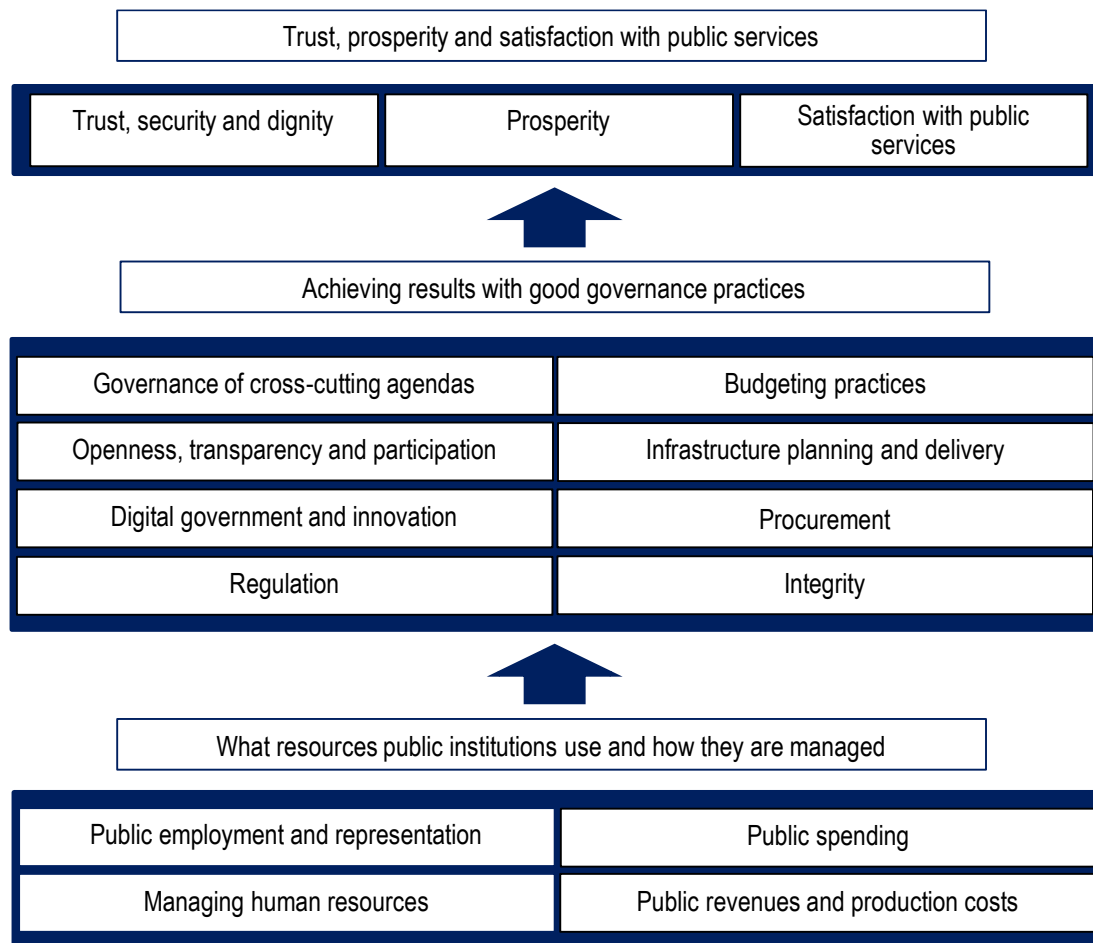 Trust, prosperity and satisfaction with public services
Trust, security and dignity
Prosperity
Satisfaction with public
services
Achieving results with good governance practices
Governance of cross-cutting agendas
Budgeting practices
Openness, transparency and participation
Infrastructure planning and delivery
Digital government and innovation
Procurement
Regulation
Integrity
What resources public institutions use and how they are managed
Public employment and representation
Public spending
Managing human resources
Public revenues and production costs